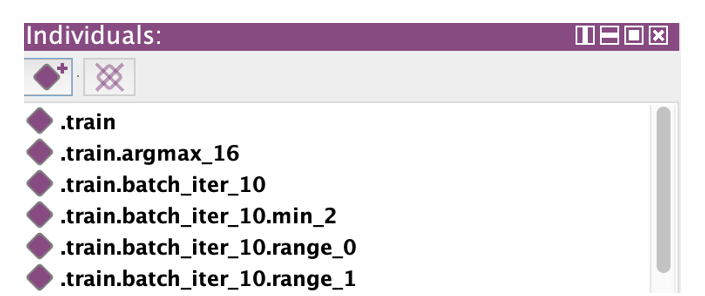 Individuals:
.train
.train.argmax_16
.train.batch_iter_10
.train.batch_iter_10.min_2
.train.batch_iter_10.range_0
.train.batch_iter_10.range_1